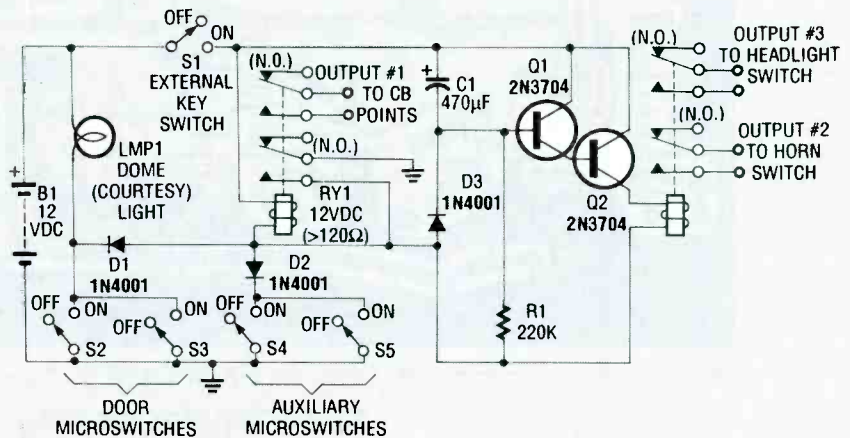 OFF
ON
S1
EXTERNAL
KEY
SWITCH
+
B1
12
VDC
LMP1
DOME
(COURTESY)
LIGHT
(N.O.)
OUTPUT #1
TO CB
POINTS
(N.O.)
RY1
12VDC
(>120Ω)
+
C1
470µF
Q1
2N3704
Q2
2N3704
D3
1N4001
R1
220K
(N.O.)
OUTPUT #3
TO HEADLIGHT
SWITCH
(N.O.)
OUTPUT #2
TO HORN
SWITCH
D1
1N4001
D2
1N4001
OFF
ON
S2
OFF
ON
S3
OFF
ON
S4
OFF
ON
S5
DOOR
MICROSWITCHES
AUXILIARY
MICROSWITCHES